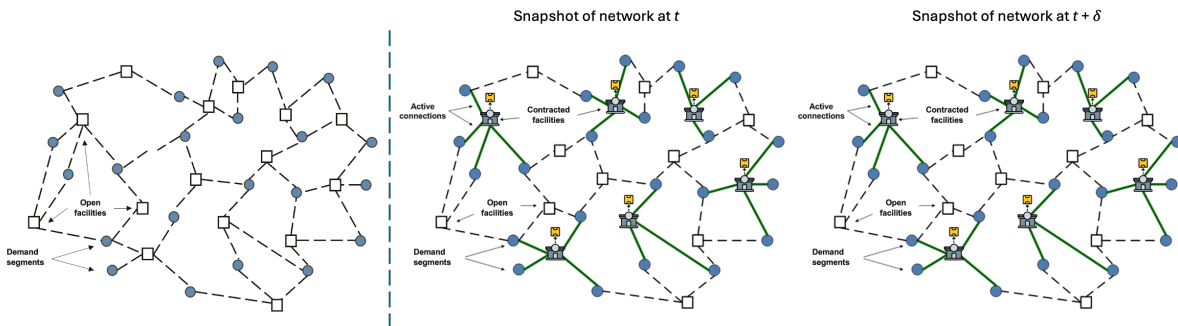 Snapshot of network at t
Snapshot of network at t + δ
Open
facilities
Demand
segments
Active
connections
Contracted
facilities
Open
facilities
Demand
segments
Active
connections
Contracted
facilities
Open
facilities
Demand
segments